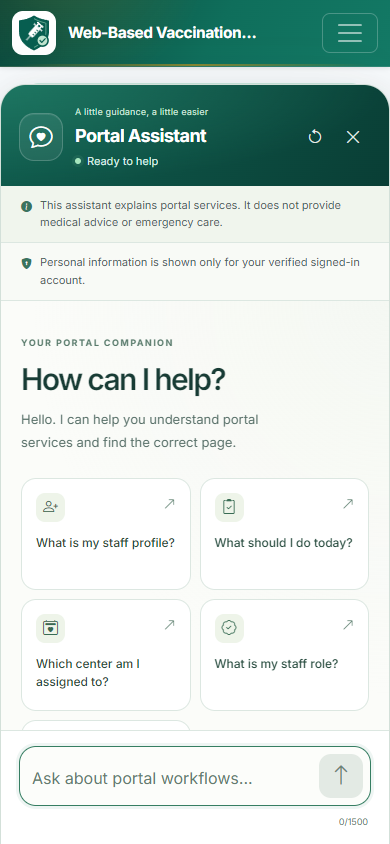 Web-Based Vaccination...
A little guidance, a little easier
Portal Assistant
Ready to help
This assistant explains portal services. It does not provide
medical advice or emergency care.
Personal information is shown only for your verified signed-in
account.
YOUR PORTAL COMPANION
How can I help?
Hello. I can help you understand portal
services and find the correct page.
What is my staff profile?
What should I do today?
Which center am I
assigned to?
What is my staff role?
Ask about portal workflows...
0/1500